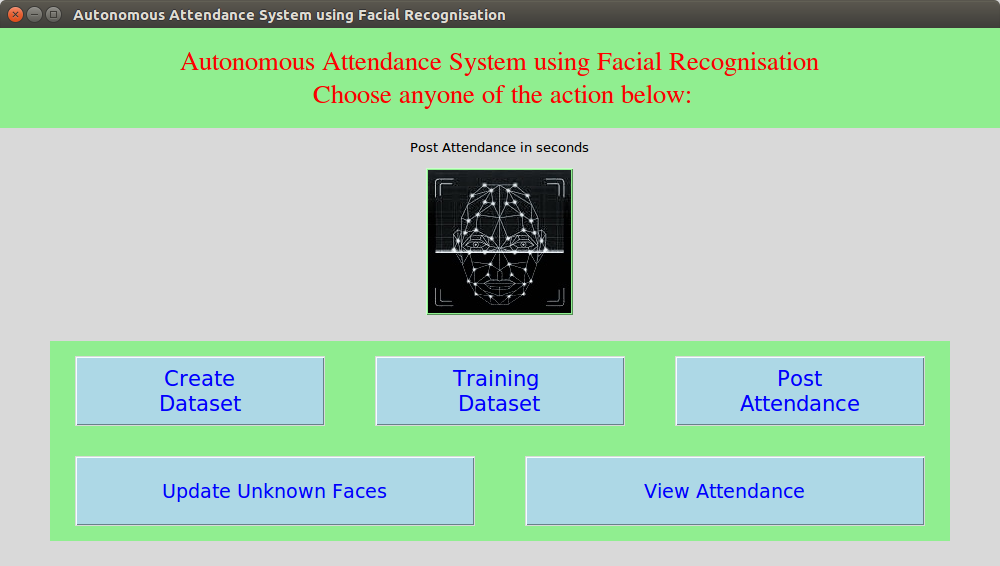 Autonomous Attendance System using Facial Recognisation
Autonomous Attendance System using Facial Recognisation
Choose anyone of the action below:
Post Attendance in seconds
Create
Dataset
Training
Dataset
Post
Attendance
Update Unknown Faces
View Attendance